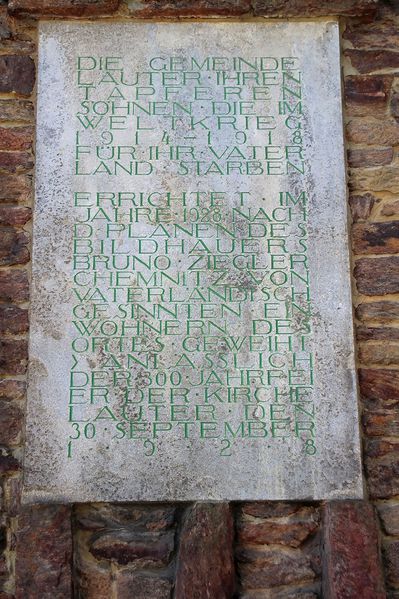 DIE GEMEINDE
LAUTER·IHREN
TAPFEREN
SÖHNEN·DIE IM
WELTKRIEG
1914–1918
FÜR IHR·VATER
LAND·STARBEN
ERRICHTET·IM
JAHRE·1928·NACH
D·PLÄNEN DES
BILDHAUERS
BRUNO·ZIEGLER
CHEMNITZ·VON
VATERLÄNDISCH
GESINNTEN EIN
WOHNERN DES
ORTES GEWEIHT
ANLÄSSLICH
DER·300·JAHRFEI
ER DER·KIRCHE
LAUTER·DEN
30·SEPTEMBER
1928